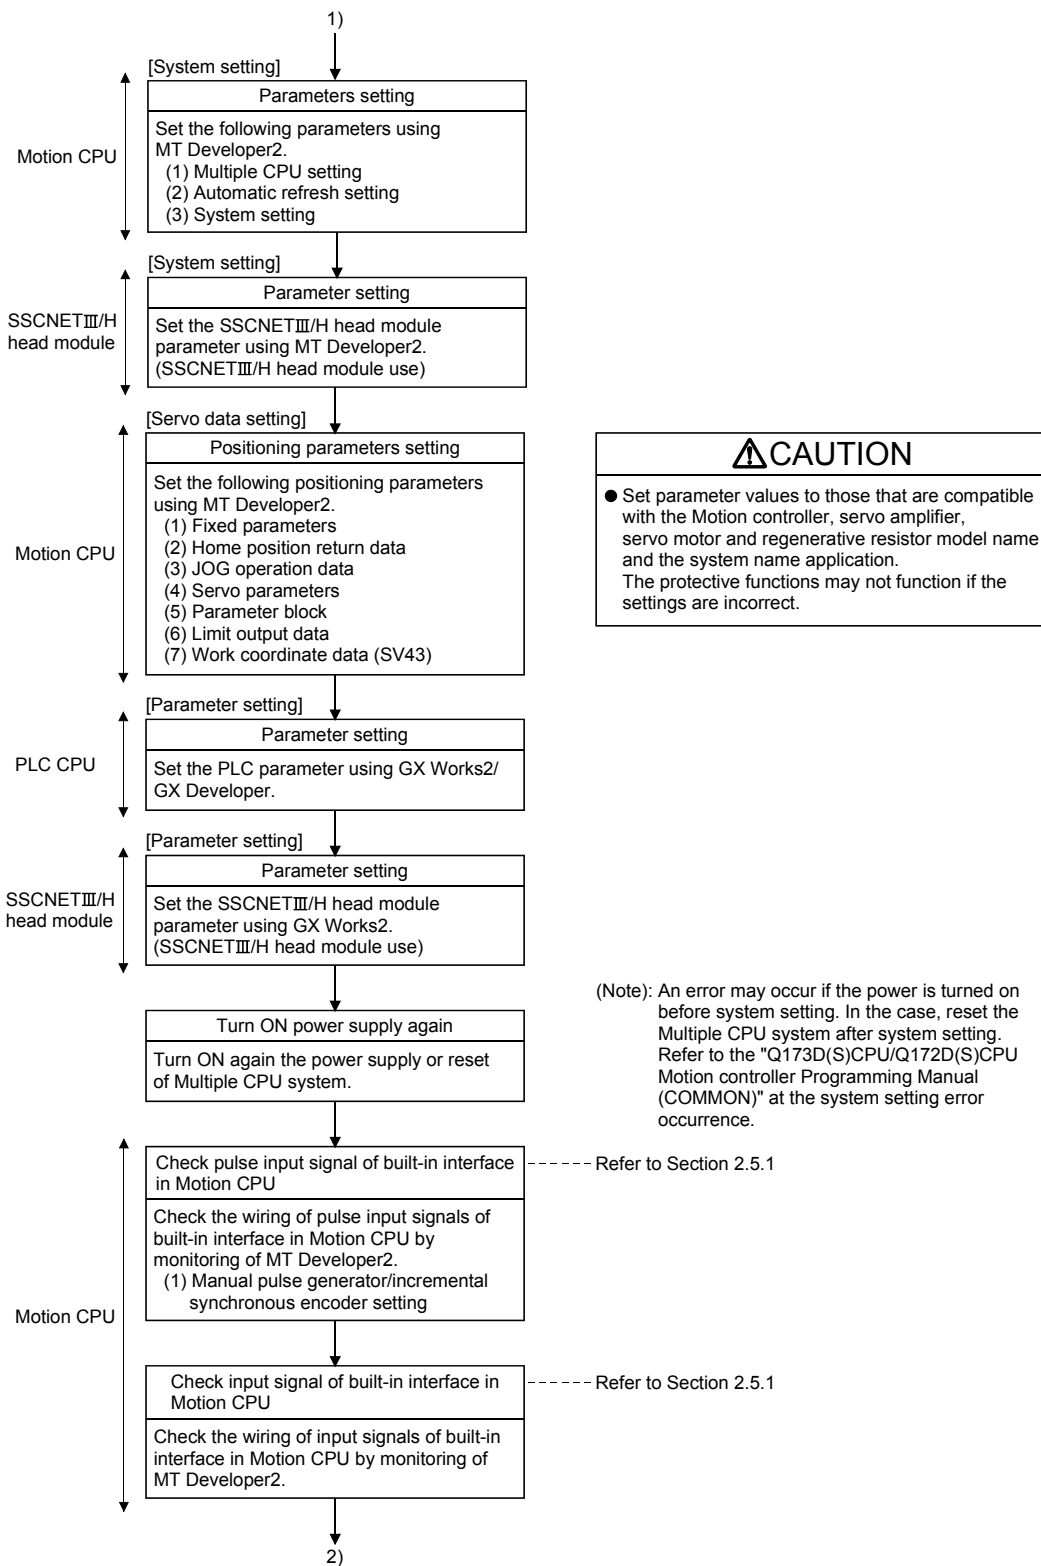 1)
[System setting]
Motion CPU
Parameters setting
Set the following parameters using
MT Developer2.
(1) Multiple CPU setting
(2) Automatic refresh setting
(3) System setting
[System setting]
SSCNETⅢ/H
head module
Parameter setting
Set the SSCNETⅢ/H head module
parameter using MT Developer2.
(SSCNETⅢ/H head module use)
[Servo data setting]
Motion CPU
Positioning parameters setting
Set the following positioning parameters
using MT Developer2.
(1) Fixed parameters
(2) Home position return data
(3) JOG operation data
(4) Servo parameters
(5) Parameter block
(6) Limit output data
(7) Work coordinate data (SV43)
⚠CAUTION
● Set parameter values to those that are compatible
with the Motion controller, servo amplifier,
servo motor and regenerative resistor model name
and the system name application.
The protective functions may not function if the
settings are incorrect.
[Parameter setting]
PLC CPU
Parameter setting
Set the PLC parameter using GX Works2/
GX Developer.
[Parameter setting]
SSCNETⅢ/H
head module
Parameter setting
Set the SSCNETⅢ/H head module
parameter using GX Works2.
(SSCNETⅢ/H head module use)
Turn ON power supply again
Turn ON again the power supply or reset
of Multiple CPU system.
(Note): An error may occur if the power is turned on
before system setting. In the case, reset the
Multiple CPU system after system setting.
Refer to the "Q173D(S)CPU/Q172D(S)CPU
Motion controller Programming Manual
(COMMON)" at the system setting error
occurrence.
Motion CPU
Check pulse input signal of built-in interface
in Motion CPU
Refer to Section 2.5.1
Check the wiring of pulse input signals of
built-in interface in Motion CPU by
monitoring of MT Developer2.
(1) Manual pulse generator/incremental
synchronous encoder setting
Check input signal of built-in interface in
Motion CPU
Refer to Section 2.5.1
Check the wiring of input signals of built-in
interface in Motion CPU by monitoring of
MT Developer2.
2)